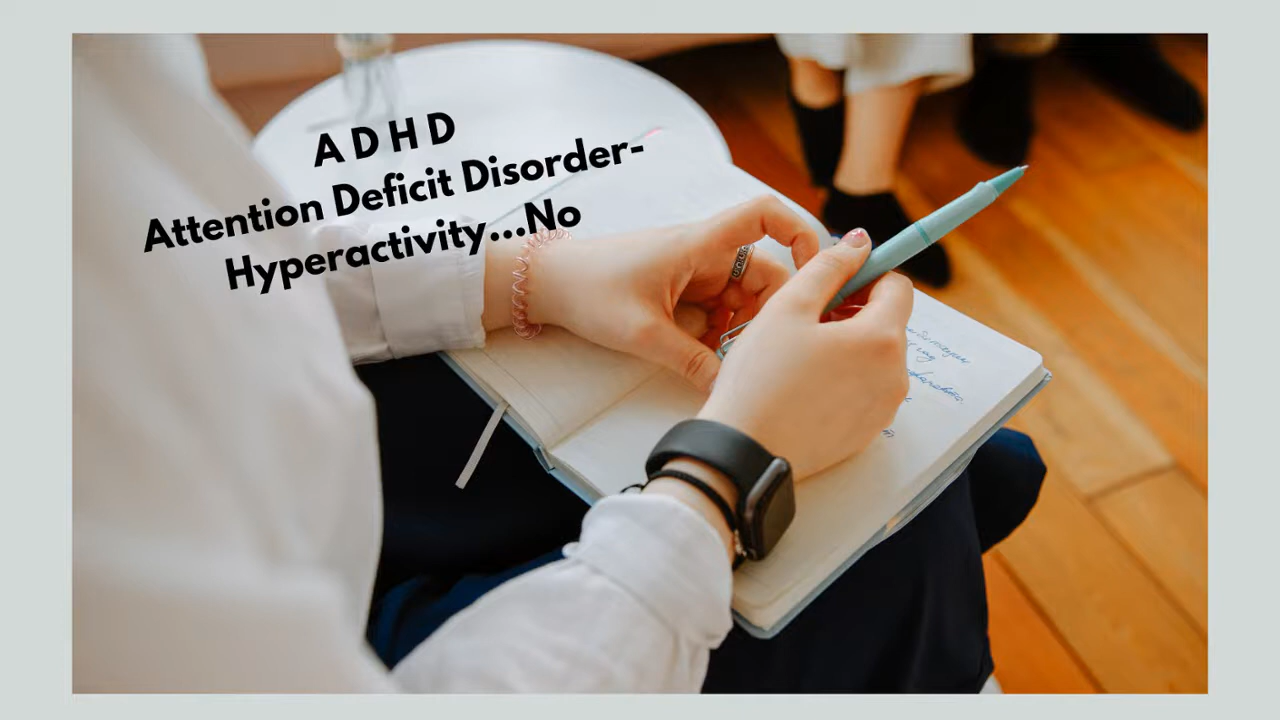 A D H D
Attention Deficit Disorder-
Hyperactivity...No